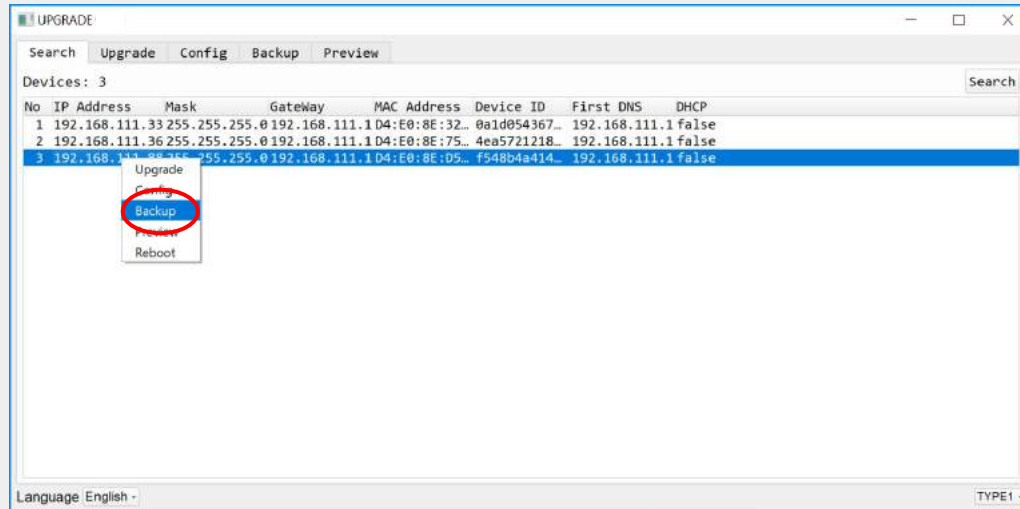 UPGRADE
Search Upgrade Config Backup Preview
Devices: 3 Search
No IP Address Mask GateWay MAC Address Device ID First DNS DHCP
1 192.168.111.33 255.255.255.0 192.168.111.1 D4:E0:8E:32… 0a1d054367… 192.168.111.1 false
2 192.168.111.36 255.255.255.0 192.168.111.1 D4:E0:8E:75… 4ea5721218… 192.168.111.1 false
3 192.168.111.88 255.255.255.0 192.168.111.1 D4:E0:8E:D5… f548b4a414… 192.168.111.1 false
Upgrade
Config
Backup
Preview
Reboot
Language English TYPE1